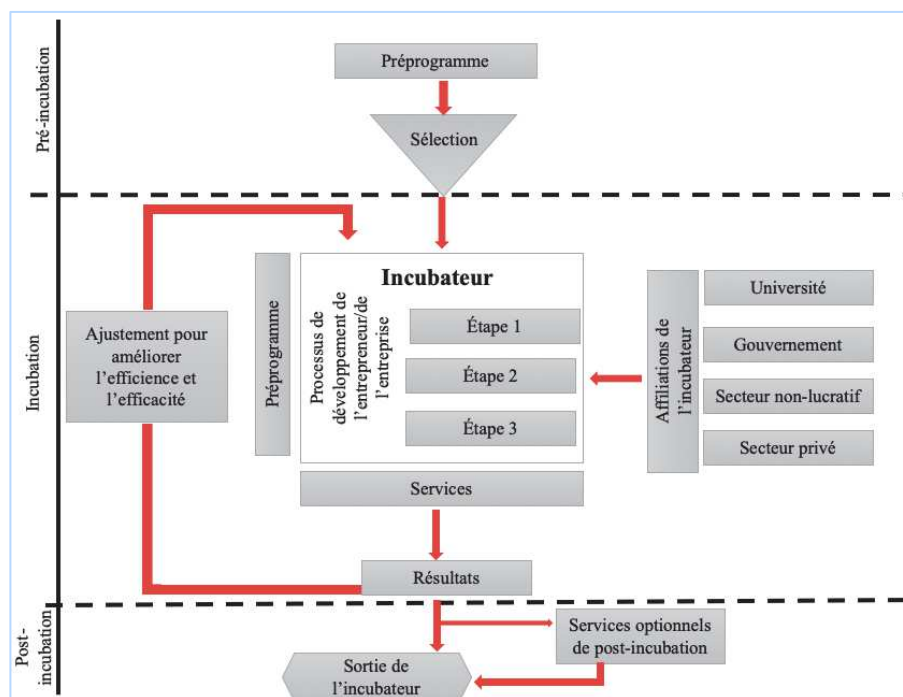 Pré-incubation
Préprogramme
Sélection
Incubation
Ajustement pour
améliorer
l'efficience et
l'efficacité
Préprogramme
Incubateur
Processus de
développement de
l'entrepreneur/de
l'entreprise
Étape 1
Étape 2
Étape 3
Services
Affiliations de
l'incubateur
Université
Gouvernement
Secteur non-lucratif
Secteur privé
Résultats
Post-
incubation
Services optionnels
de post-incubation
Sortie de
l'incubateur